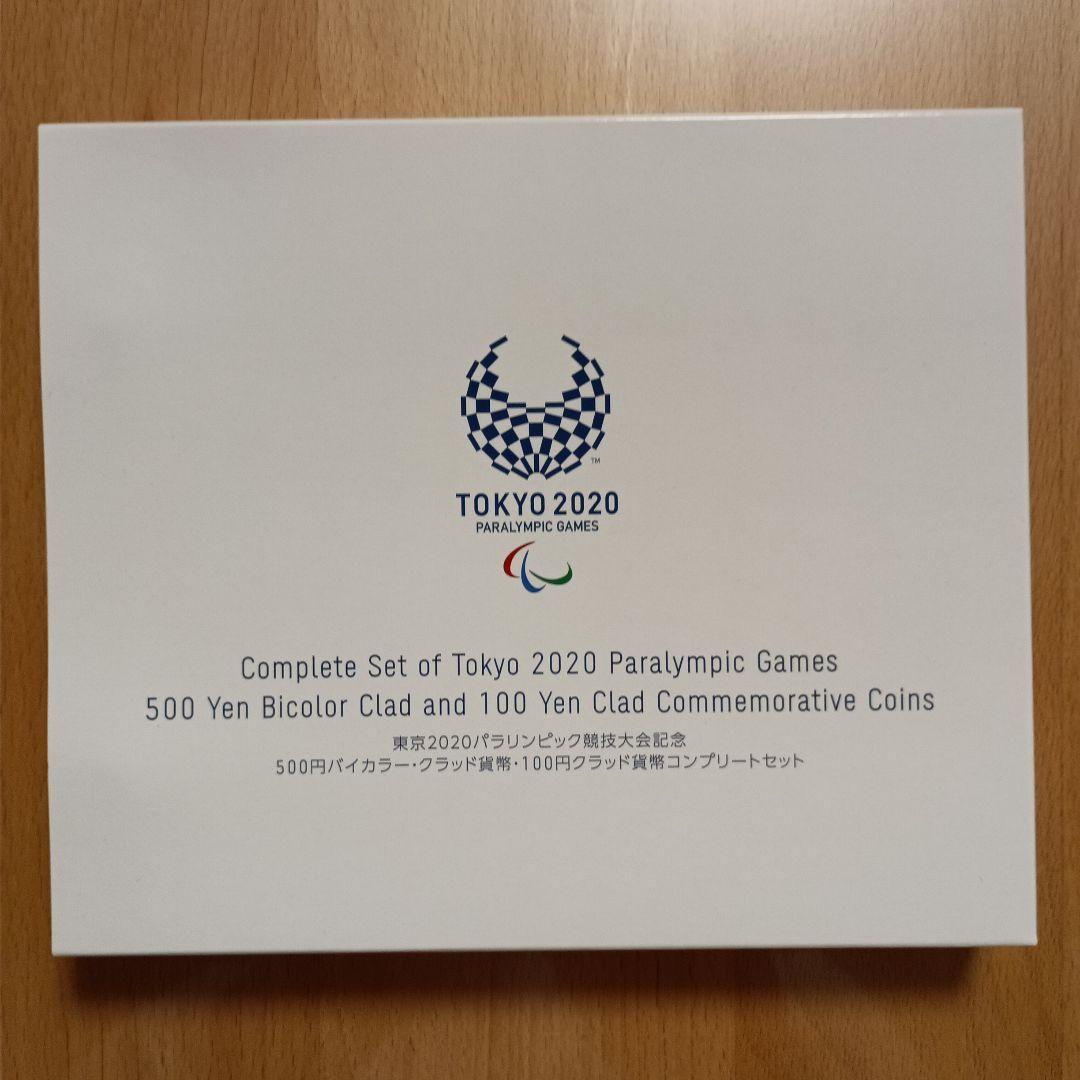 TM
TOKYO 2020
PARALYMPIC GAMES
Complete Set of Tokyo 2020 Paralympic Games
500 Yen Bicolor Clad and 100 Yen Clad Commemorative Coins
東京2020パラリンピック競技大会記念
500円バイカラー・クラッド貨幣・100円クラッド貨幣コンプリートセット